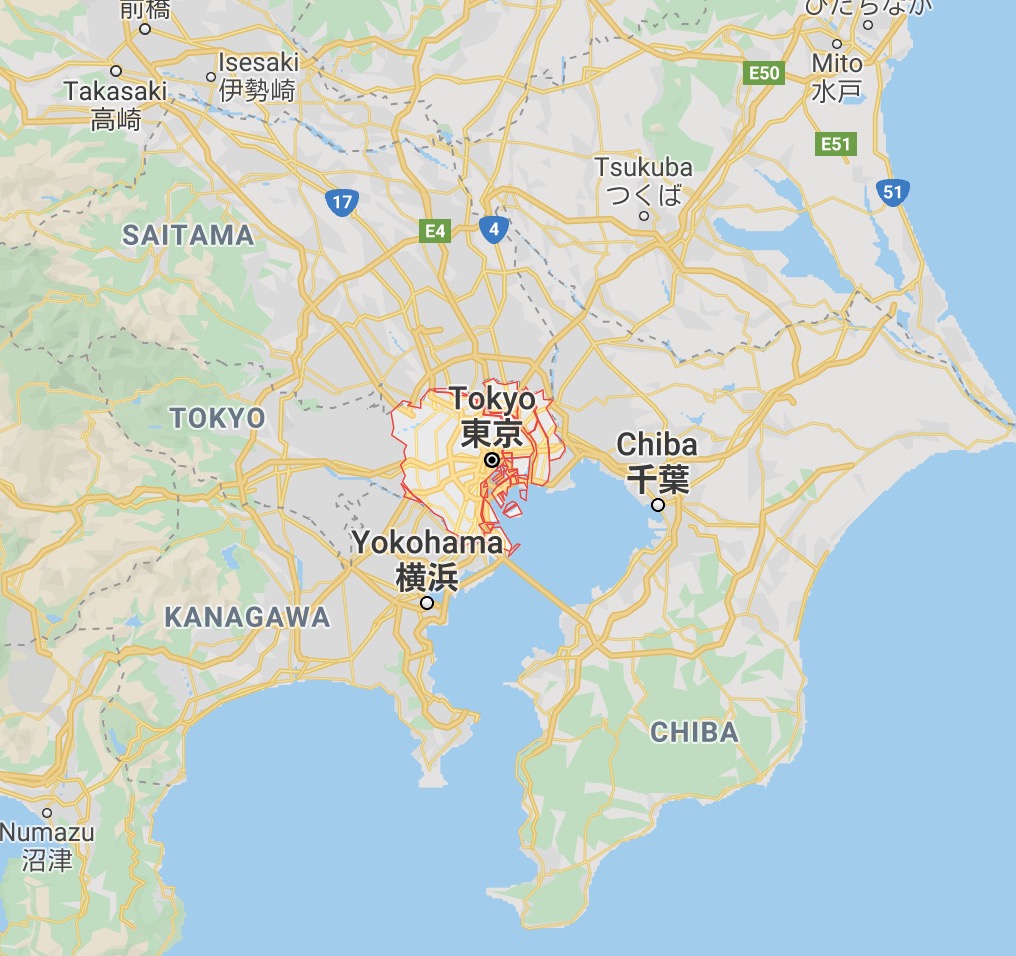 前橋
ひたちなか
Isesaki
伊勢崎
Takasaki
高崎
E50
Mito
水戸
E51
Tsukuba
つくば
17
51
E4
4
SAITAMA
Tokyo
東京
TOKYO
Chiba
千葉
Yokohama
横浜
KANAGAWA
CHIBA
Numazu
沼津